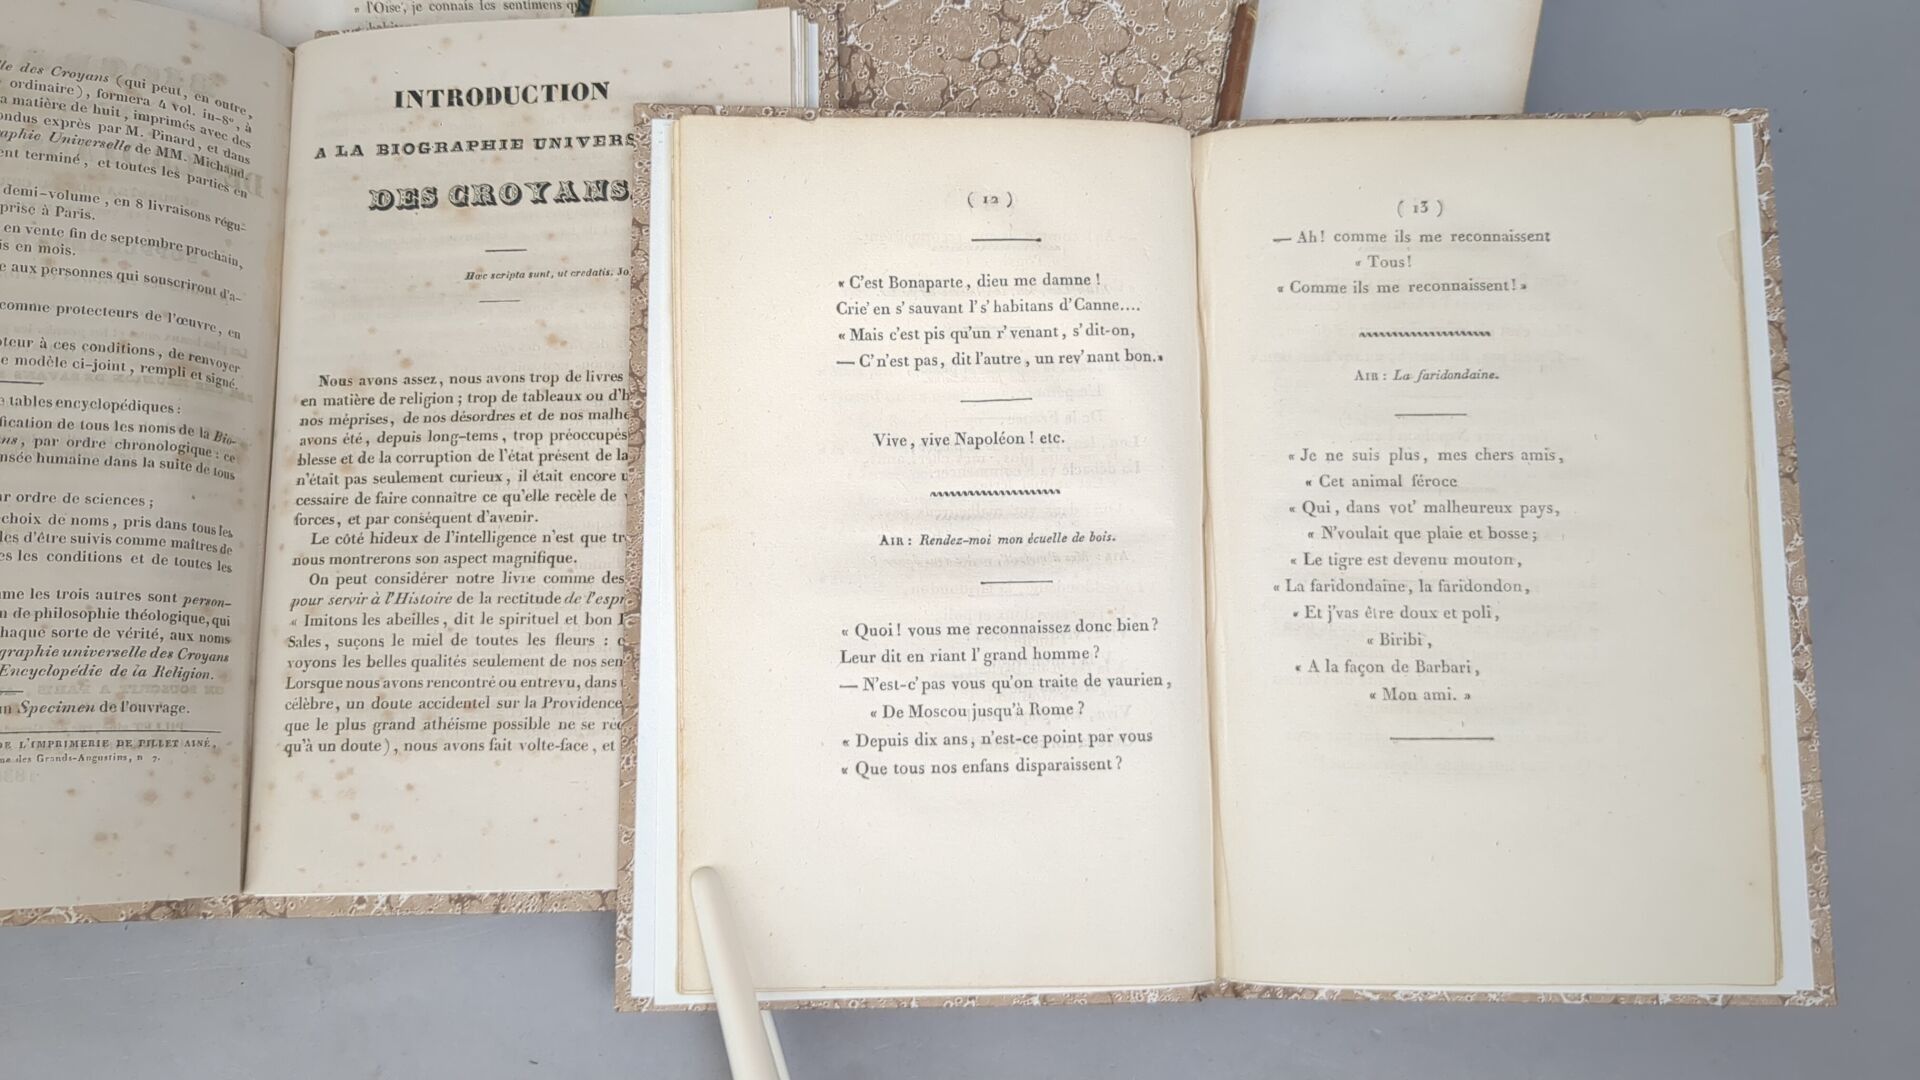 » l'Oise, je connais les sentimens
lle des Croyans (qui peut, en outre,
ordinaire), formera 4 vol. in-8°, à
a matière de huit, imprimés avec des
ondus exprès par M. Pinard, et dans
aphie Universelle de MM. Michaud.
ent terminé, et toutes les parties en
demi-volume, en 8 livraisons régu-
prise à Paris.
en vente fin de septembre prochain,
is en mois.
e aux personnes qui souscriront d'a-
comme protecteurs de l'œuvre, en
pteur à ces conditions, de renvoyer
e modèle ci-joint, rempli et signé.
e tables encyclopédiques :
fication de tous les noms de la Bio-
ns, par ordre chronologique : ce
nsée humaine dans la suite de tous
ar ordre de sciences ;
choix de noms, pris dans tous les
les d'être suivis comme maîtres de
es les conditions et de toutes les
me les trois autres sont person-
n de philosophie théologique, qui
haque sorte de vérité, aux noms
graphie universelle des Croyans
Encyclopédie de la Religion.
un Specimen de l'ouvrage.
DE L'IMPRIMERIE DE PILLET AINÉ,
rue des Grands-Augustins, n 7.
INTRODUCTION
A LA BIOGRAPHIE UNIVERS
DES CROYANS
Hæc scripta sunt, ut credatis. Jo
Nous avons assez, nous avons trop de livres
en matière de religion ; trop de tableaux ou d'h
nos méprises, de nos désordres et de nos malhe
avons été, depuis long-tems, trop préoccupés
blesse et de la corruption de l'état présent de la
n'était pas seulement curieux, il était encore u
cessaire de faire connaître ce qu'elle recèle de
forces, et par conséquent d'avenir.
Le côté hideux de l'intelligence n'est que tr
nous montrerons son aspect magnifique.
On peut considérer notre livre comme des
pour servir à l'Histoire de la rectitude de l'espr
« Imitons les abeilles, dit le spirituel et bon
Sales, suçons le miel de toutes les fleurs : c
voyons les belles qualités seulement de nos sen
Lorsque nous avons rencontré ou entrevu, dans
célèbre, un doute accidentel sur la Providence
que le plus grand athéisme possible ne se ré
qu'à un doute), nous avons fait volte-face, et
( 12 )
« C'est Bonaparte, dieu me damne !
Crie' en s' sauvant l's' habitans d'Canne....
« Mais c'est pis qu'un r' venant, s' dit-on,
— C'n'est pas, dit l'autre, un rev' nant bon.»
Vive, vive Napoléon ! etc.
AIR : Rendez-moi mon écuelle de bois.
« Quoi ! vous me reconnaissez donc bien ?
Leur dit en riant l' grand homme ?
— N'est-c' pas vous qu'on traite de vaurien,
« De Moscou jusqu'à Rome ?
« Depuis dix ans, n'est-ce point par vous
« Que tous nos enfans disparaissent ?
( 13 )
— Ah ! comme ils me reconnaissent
« Tous !
« Comme ils me reconnaissent ! »
AIR : La faridondaine.
« Je ne suis plus, mes chers amis,
« Cet animal féroce
« Qui, dans vot' malheureux pays,
« N'voulait que plaie et bosse ;
« Le tigre est devenu mouton,
« La faridondaine, la faridondon,
« Et j'vas être doux et poli,
« Biribi,
« A la façon de Barbari,
« Mon ami. »